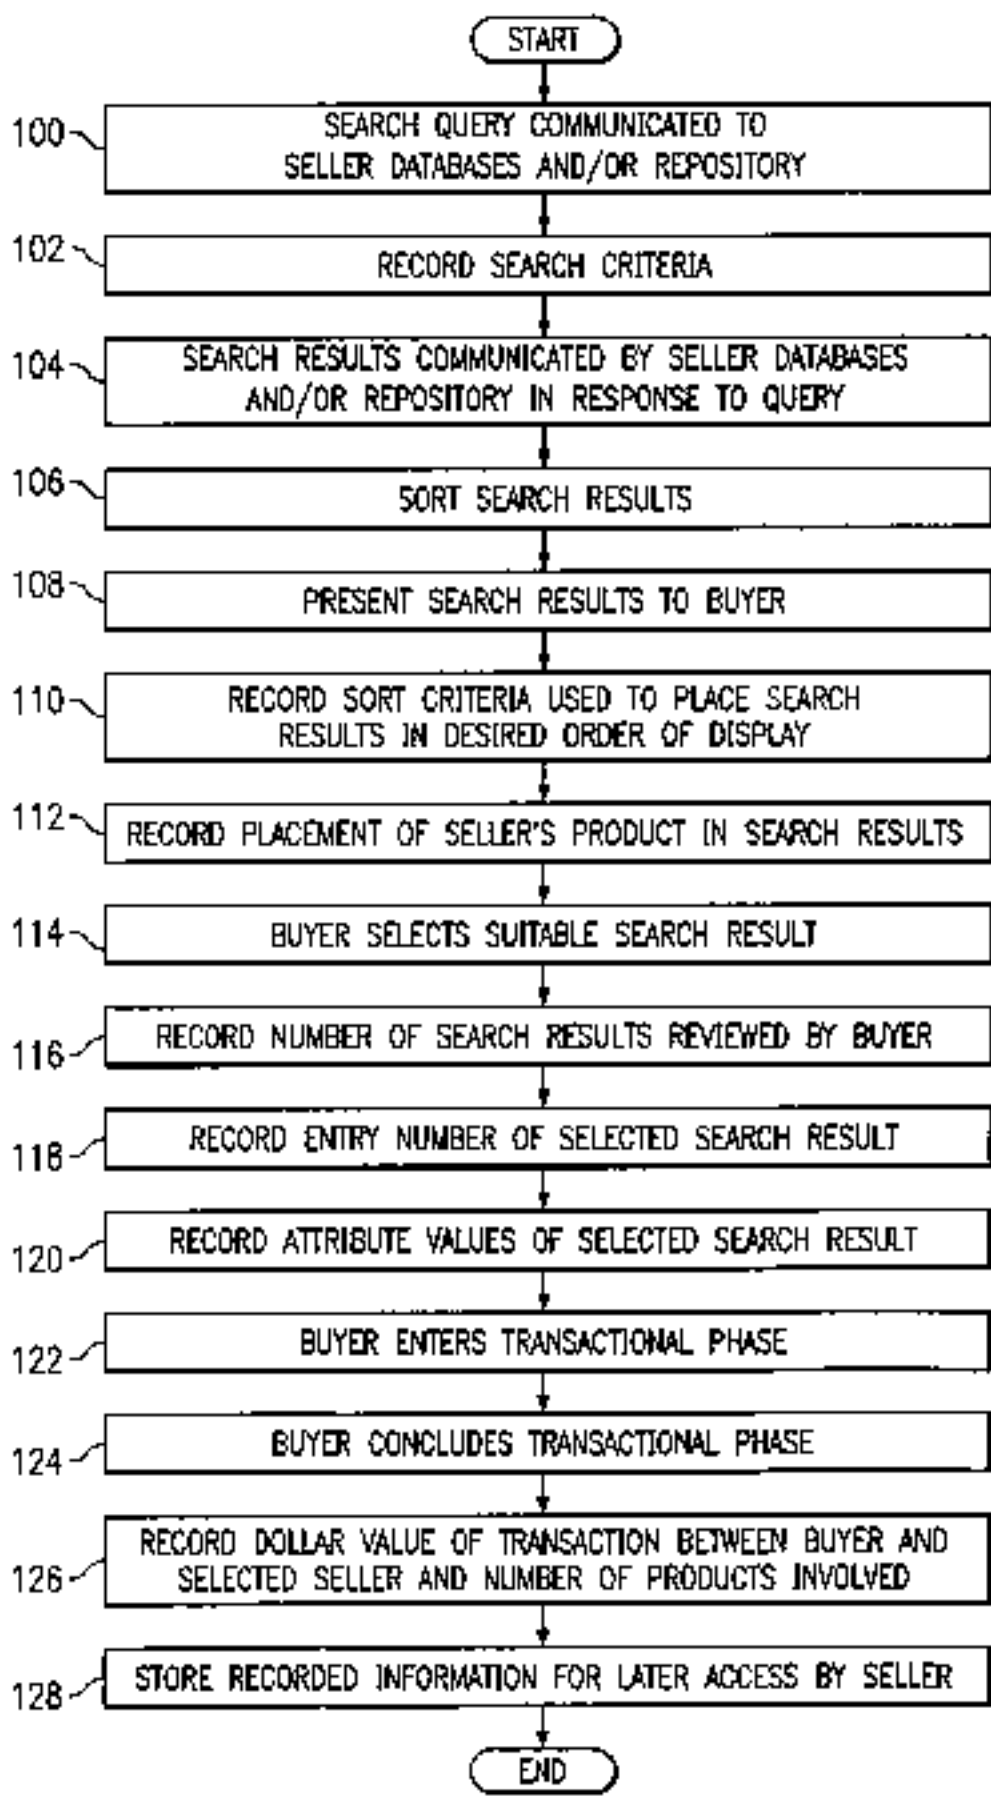 START
100
SEARCH QUERY COMMUNICATED TO
SELLER DATABASES AND/OR REPOSITORY
102
RECORD SEARCH CRITERIA
104
SEARCH RESULTS COMMUNICATED BY SELLER DATABASES
AND/OR REPOSITORY IN RESPONSE TO QUERY
106
SORT SEARCH RESULTS
108
PRESENT SEARCH RESULTS TO BUYER
110
RECORD SORT CRITERIA USED TO PLACE SEARCH
RESULTS IN DESIRED ORDER OF DISPLAY
112
RECORD PLACEMENT OF SELLER'S PRODUCT IN SEARCH RESULTS
114
BUYER SELECTS SUITABLE SEARCH RESULT
116
RECORD NUMBER OF SEARCH RESULTS REVIEWED BY BUYER
118
RECORD ENTRY NUMBER OF SELECTED SEARCH RESULT
120
RECORD ATTRIBUTE VALUES OF SELECTED SEARCH RESULT
122
BUYER ENTERS TRANSACTIONAL PHASE
124
BUYER CONCLUDES TRANSACTIONAL PHASE
126
RECORD DOLLAR VALUE OF TRANSACTION BETWEEN BUYER AND
SELECTED SELLER AND NUMBER OF PRODUCTS INVOLVED
128
STORE RECORDED INFORMATION FOR LATER ACCESS BY SELLER
END